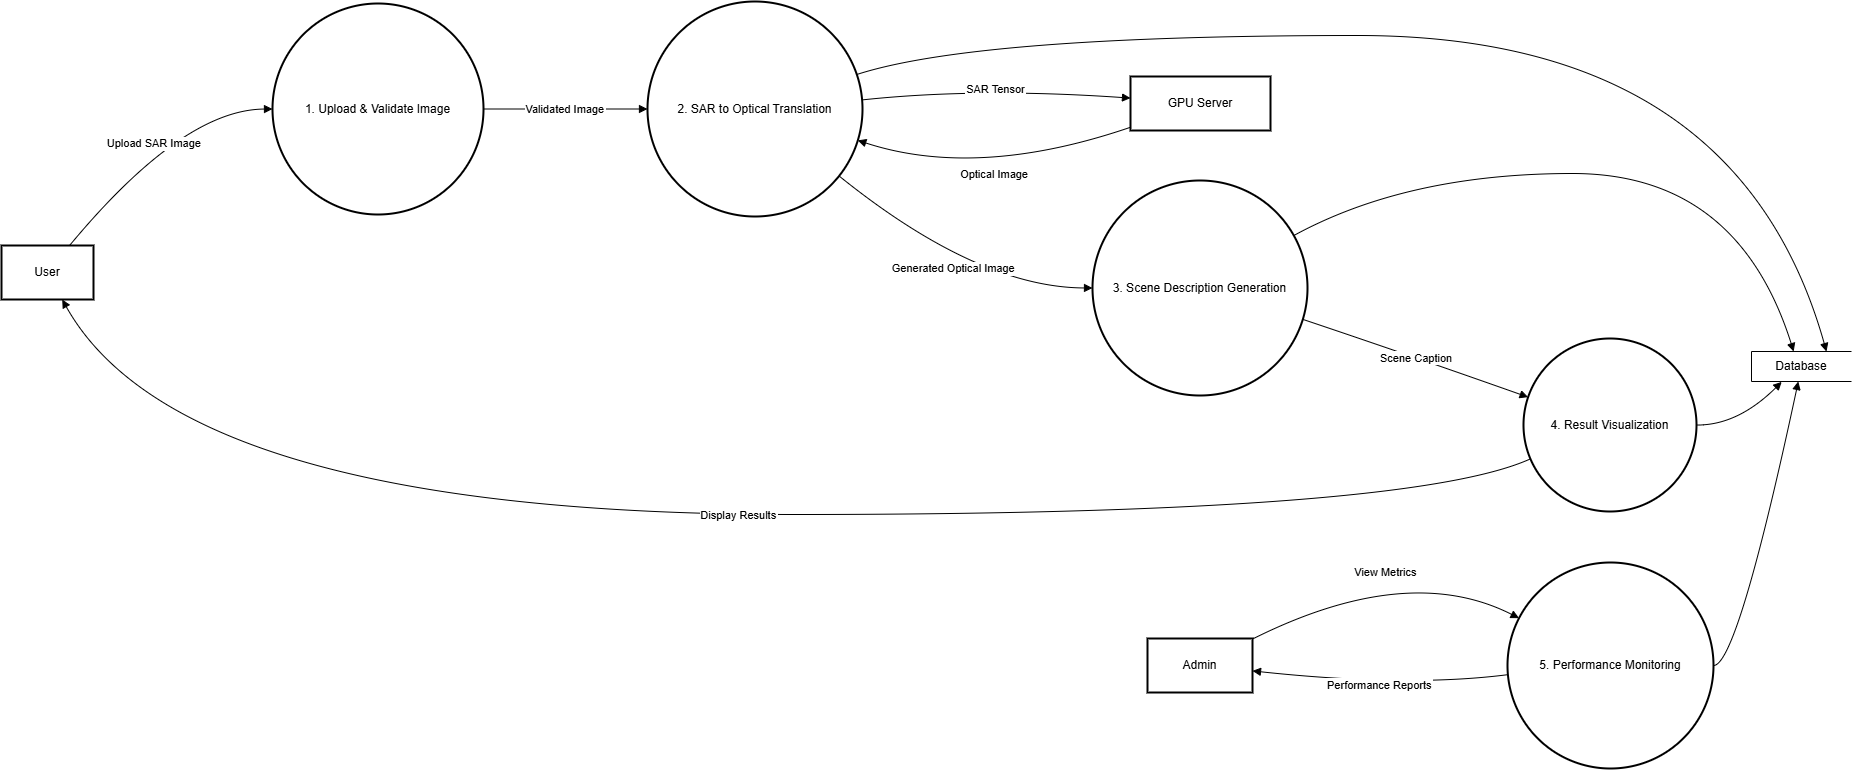 1. Upload & Validate Image
Validated Image
2. SAR to Optical Translation
SAR Tensor
GPU Server
Upload SAR Image
Optical Image
User
Generated Optical Image
3. Scene Description Generation
Scene Caption
Database
4. Result Visualization
Display Results
View Metrics
Admin
5. Performance Monitoring
Performance Reports